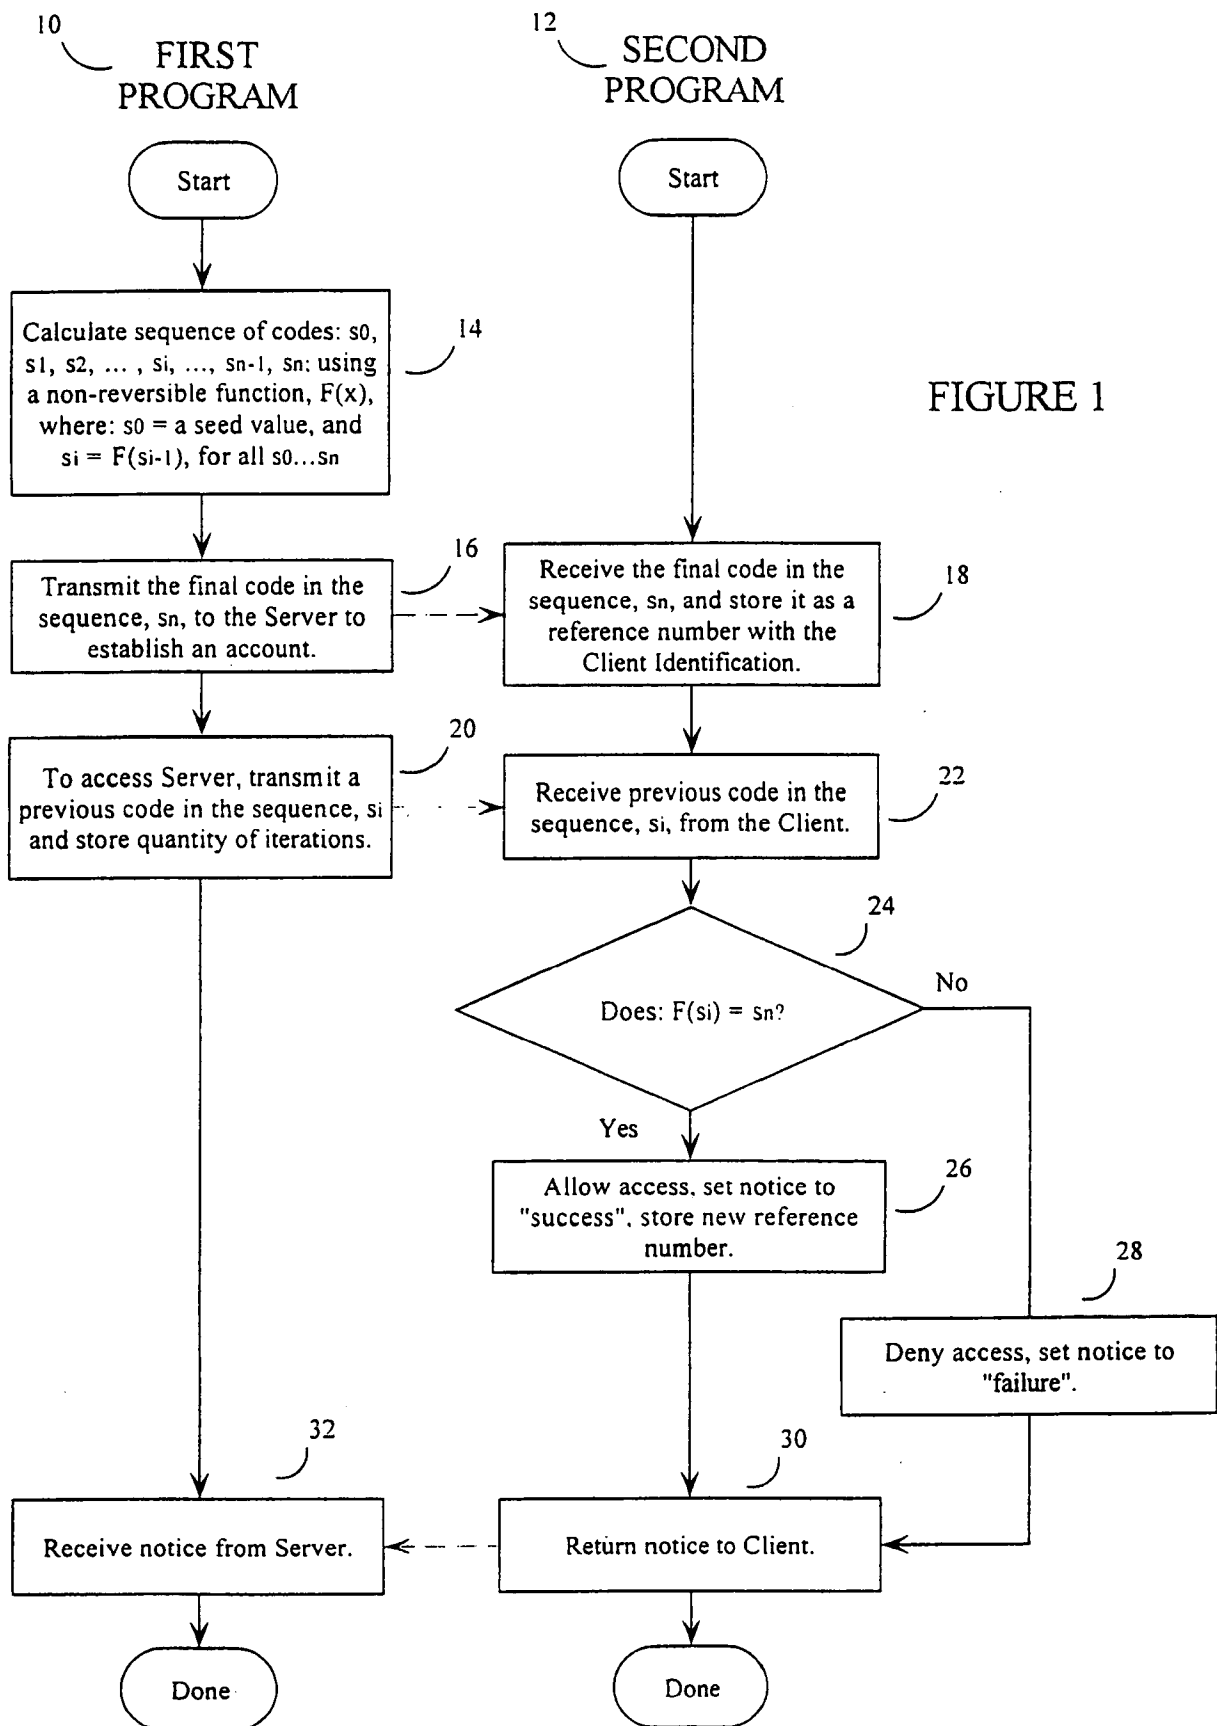 10
FIRST
PROGRAM
12
SECOND
PROGRAM
Start
Start
Calculate sequence of codes: s0,
s1, s2, ... , si, ..., sn-1, sn: using
a non-reversible function, F(x),
where: s0 = a seed value, and
si = F(si-1), for all s0...sn
14
FIGURE 1
Transmit the final code in the
sequence, sn, to the Server to
establish an account.
16
Receive the final code in the
sequence, sn, and store it as a
reference number with the
Client Identification.
18
To access Server, transmit a
previous code in the sequence, si
and store quantity of iterations.
20
Receive previous code in the
sequence, si, from the Client.
22
24
Does: F(si) = sn?
No
Yes
Allow access, set notice to
"success", store new reference
number.
26
28
Deny access, set notice to
"failure".
32
Receive notice from Server.
30
Return notice to Client.
Done
Done